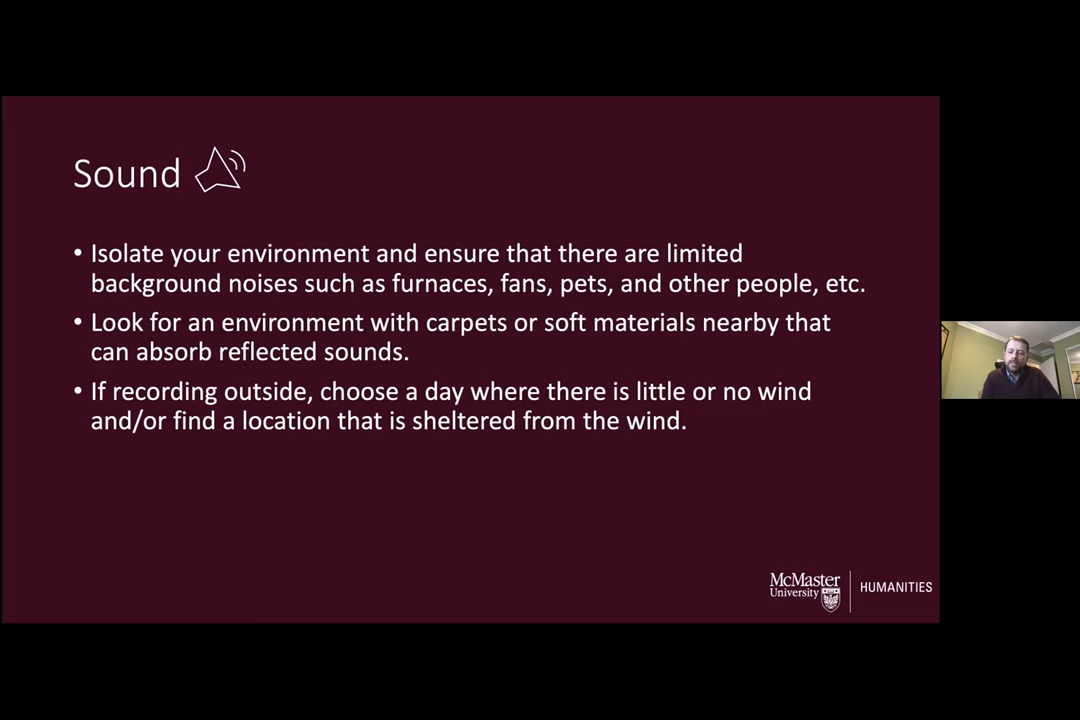 Sound
• Isolate your environment and ensure that there are limited
background noises such as furnaces, fans, pets, and other people, etc.
• Look for an environment with carpets or soft materials nearby that
can absorb reflected sounds.
• If recording outside, choose a day where there is little or no wind
and/or find a location that is sheltered from the wind.
McMaster
University
HUMANITIES